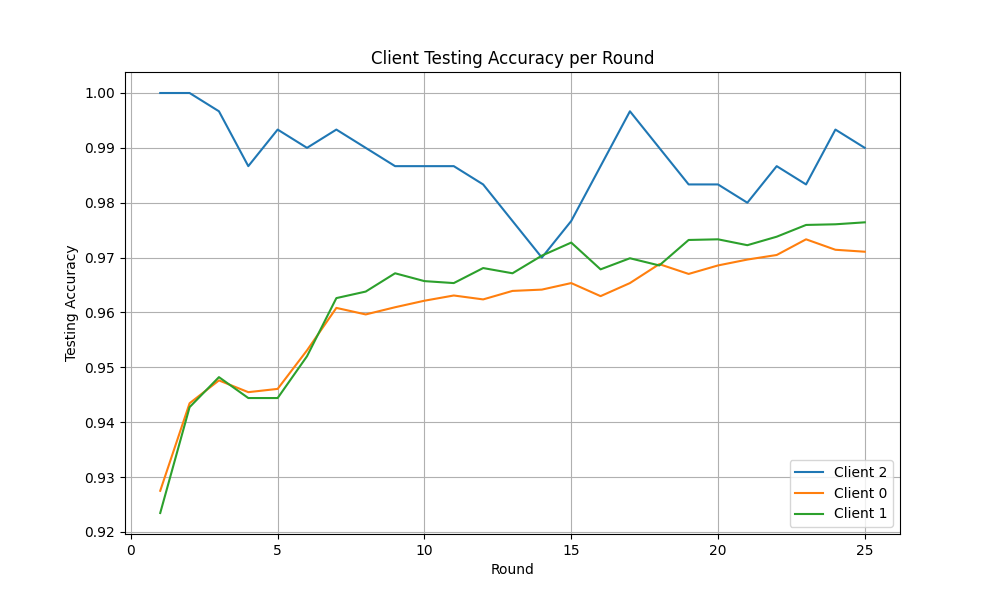 Client Testing Accuracy per Round
1.00
0.99
0.98
0.97
0.96
0.95
0.94
0.93
0.92
Testing Accuracy
0 5 10 15 20 25
Round
Client 2
Client 0
Client 1